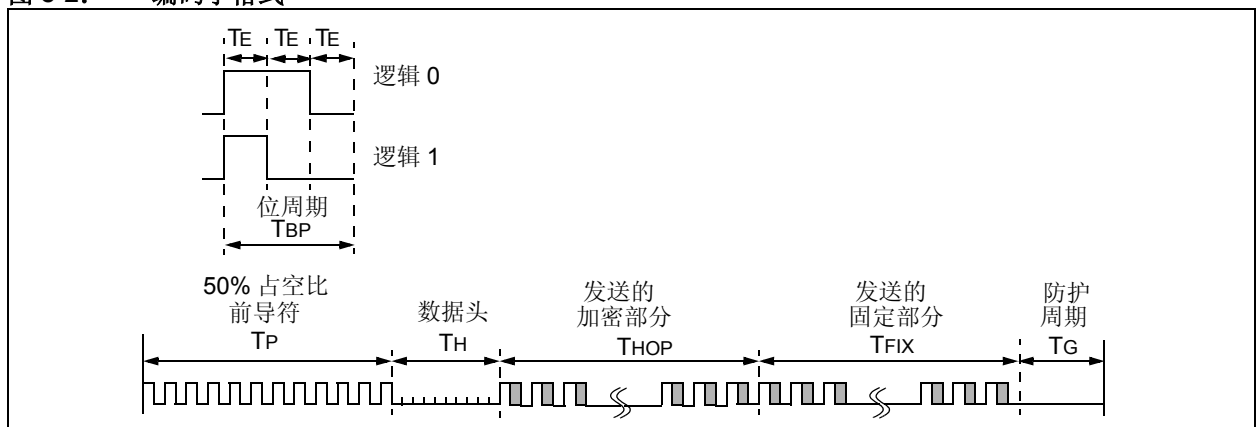 TE TE TE
逻辑 0
逻辑 1
位周期
TBP
50% 占空比
前导符
TP
数据头
TH
发送的
加密部分
THOP
发送的
固定部分
TFIX
防护
周期
TG